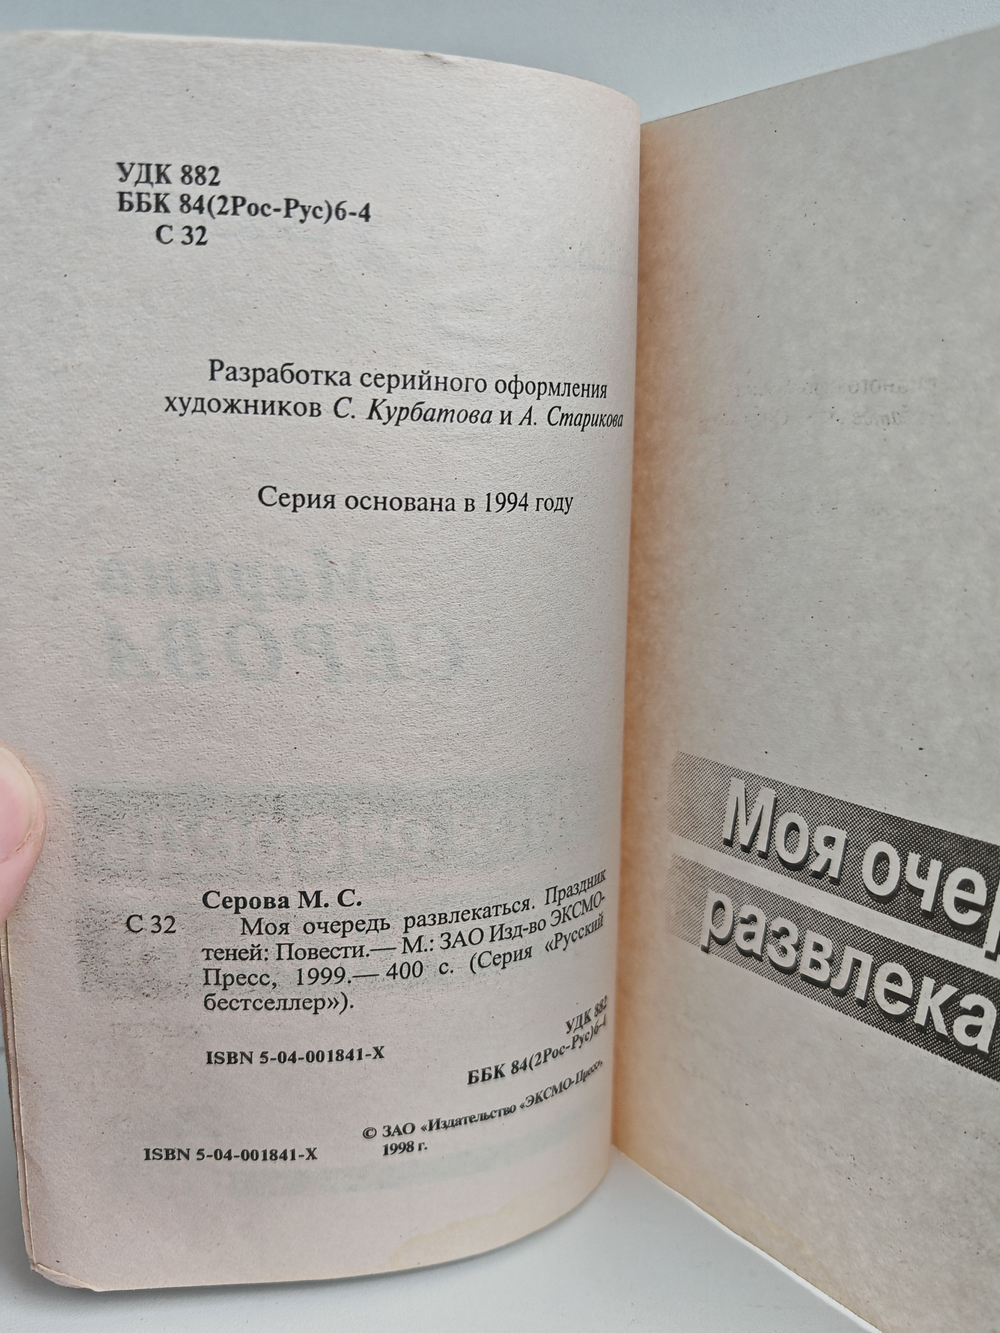 УДК 882
ББК 84(2Рос-Рус)6-4
С 32
Разработка серийного оформления
художников С. Курбатова и А. Старикова
Серия основана в 1994 году
Серова М. С.
С 32 Моя очередь развлекаться. Праздник
теней: Повести.— М.: ЗАО Изд-во ЭКСМО-
Пресс, 1999.— 400 с. (Серия «Русский
бестселлер»).
ISBN 5-04-001841-X
УДК 882
ББК 84(2Рос-Рус)6-4
© ЗАО «Издательство «ЭКСМО-Пресс»,
1998 г.
ISBN 5-04-001841-X
Моя очер
развлека